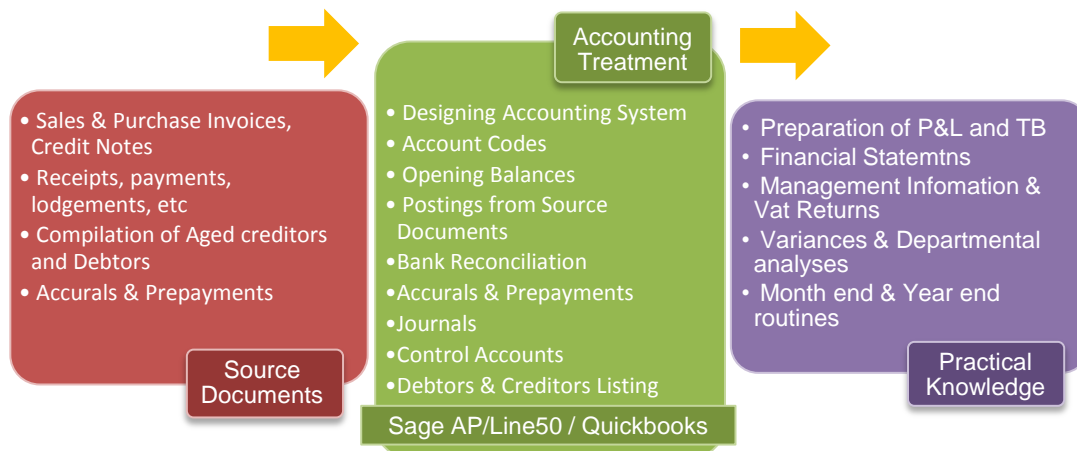 • Sales & Purchase Invoices,
Credit Notes
• Receipts, payments,
lodgements, etc
• Compilation of Aged creditors
and Debtors
• Accurals & Prepayments
Source
Documents
Accounting
Treatment
• Designing Accounting System
• Account Codes
• Opening Balances
• Postings from Source
Documents
•Bank Reconciliation
•Accurals & Prepayments
•Journals
•Control Accounts
•Debtors & Creditors Listing
Sage AP/Line50 / Quickbooks
• Preparation of P&L and TB
• Financial Statemtns
• Management Infomation &
Vat Returns
• Variances & Departmental
analyses
• Month end & Year end
routines
Practical
Knowledge